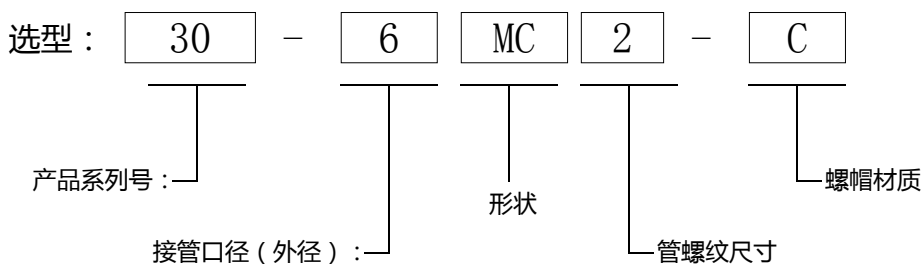 选型： 30 － 6 MC 2 － C
产品系列号：
螺帽材质
形状
接管口径（外径）：
管螺纹尺寸